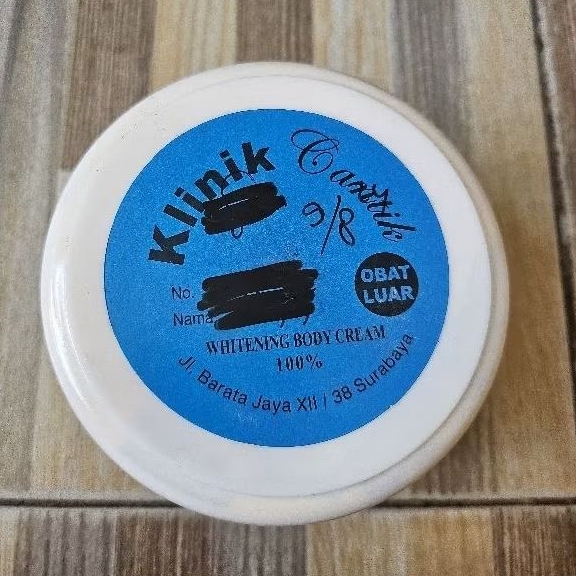 Klinik Cantik
9/8
OBAT
LUAR
No.
Nama
WHITENING BODY CREAM
100%
Jl. Barata Jaya XII / 38 Surabaya